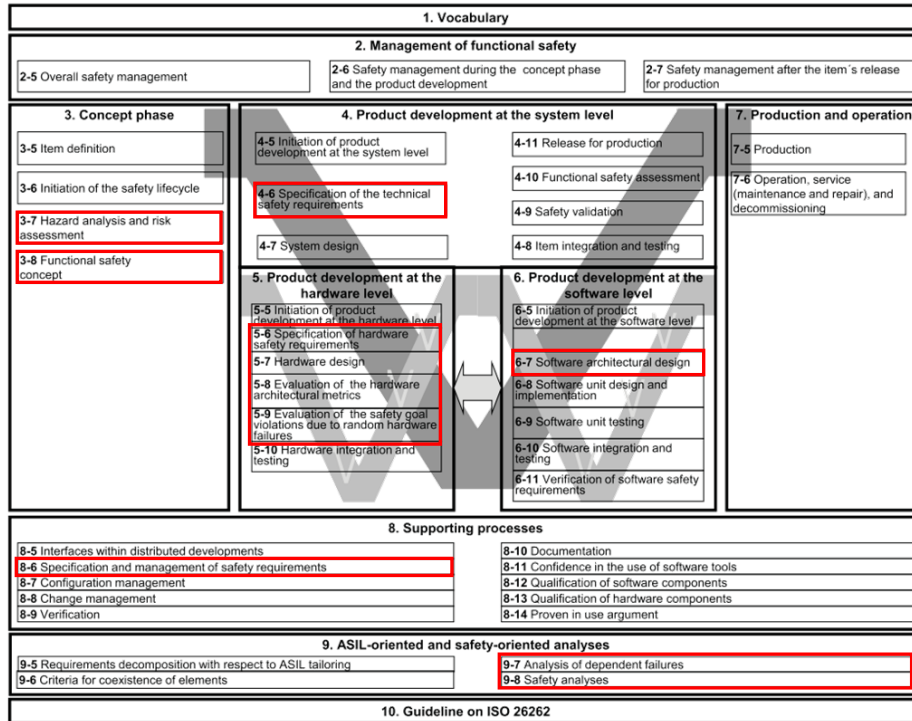 1. Vocabulary
2. Management of functional safety
2-5 Overall safety management
2-6 Safety management during the concept phase
and the product development
2-7 Safety management after the item´s release
for production
3. Concept phase
3-5 Item definition
3-6 Initiation of the safety lifecycle
3-7 Hazard analysis and risk
assessment
3-8 Functional safety
concept
4. Product development at the system level
4-5 Initiation of product
development at the system level
4-6 Specification of the technical
safety requirements
4-7 System design
4-11 Release for production
4-10 Functional safety assessment
4-9 Safety validation
4-8 Item integration and testing
7. Production and operation
7-5 Production
7-6 Operation, service
(maintenance and repair), and
decommissioning
5. Product development at the
hardware level
5-5 Initiation of product
development at the hardware level
5-6 Specification of hardware
safety requirements
5-7 Hardware design
5-8 Evaluation of the hardware
architectural metrics
5-9 Evaluation of the safety goal
violations due to random hardware
failures
5-10 Hardware integration and
testing
6. Product development at the
software level
6-5 Initiation of product
development at the software level
6-7 Software architectural design
6-8 Software unit design and
implementation
6-9 Software unit testing
6-10 Software integration and
testing
6-11 Verification of software safety
requirements
8. Supporting processes
8-5 Interfaces within distributed developments
8-6 Specification and management of safety requirements
8-7 Configuration management
8-8 Change management
8-9 Verification
8-10 Documentation
8-11 Confidence in the use of software tools
8-12 Qualification of software components
8-13 Qualification of hardware components
8-14 Proven in use argument
9. ASIL-oriented and safety-oriented analyses
9-5 Requirements decomposition with respect to ASIL tailoring
9-6 Criteria for coexistence of elements
9-7 Analysis of dependent failures
9-8 Safety analyses
10. Guideline on ISO 26262